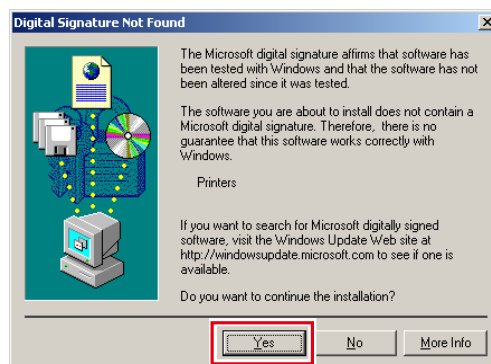 Digital Signature Not Found
The Microsoft digital signature affirms that software has
been tested with Windows and that the software has not
been altered since it was tested.
The software you are about to install does not contain a
Microsoft digital signature. Therefore, there is no
guarantee that this software works correctly with
Windows.
Printers
If you want to search for Microsoft digitally signed
software, visit the Windows Update Web site at
http://windowsupdate.microsoft.com to see if one is
available.
Do you want to continue the installation?
Yes No More Info